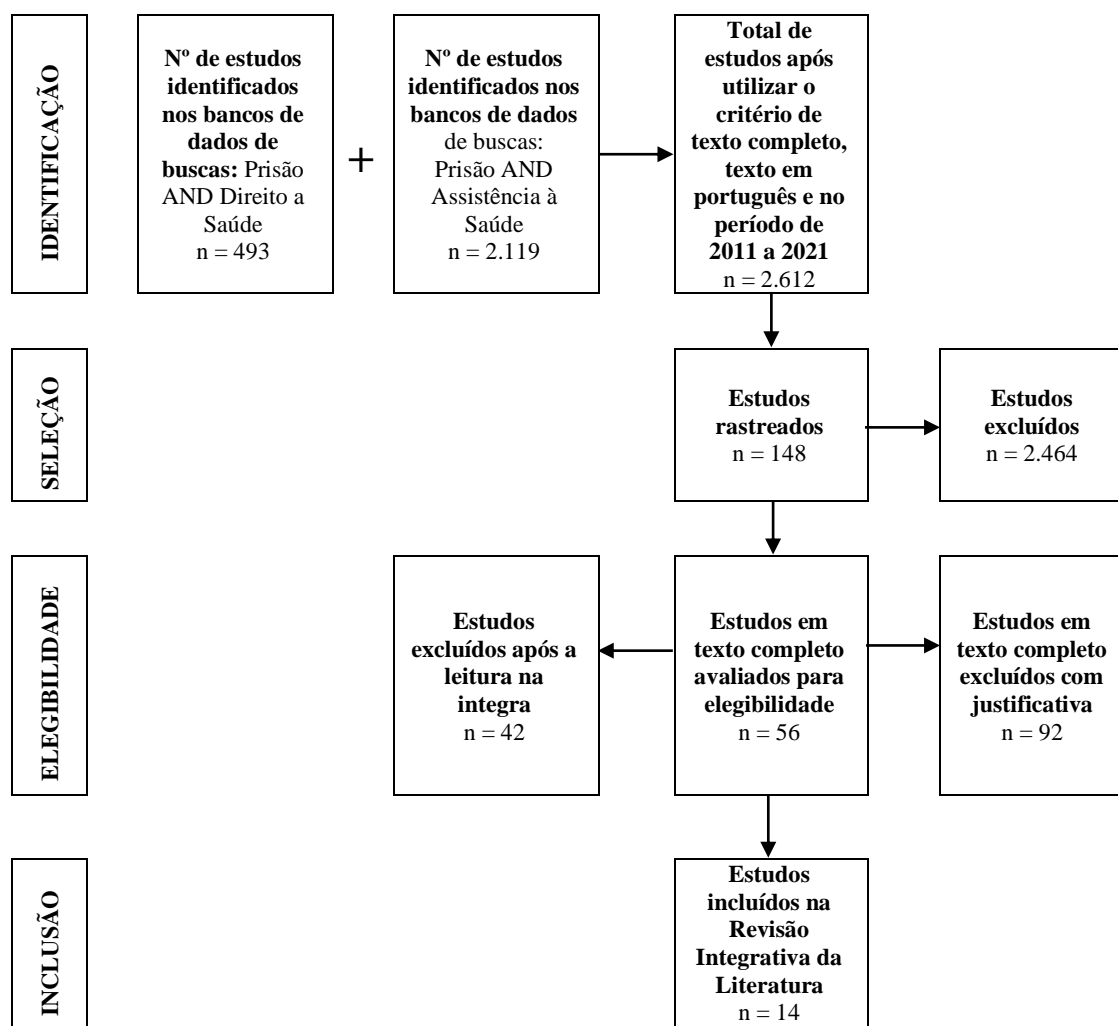 IDENTIFICAÇÃO
Nº de estudos
identificados
nos bancos de
dados de
buscas: Prisão
AND Direito a
Saúde
n = 493
+
Nº de estudos
identificados nos
bancos de dados
de buscas:
Prisão AND
Assistência à
Saúde
n = 2.119
Total de
estudos após
utilizar o
critério de
texto completo,
texto em
português e no
período de
2011 a 2021
n = 2.612
SELEÇÃO
Estudos
rastreados
n = 148
Estudos
excluídos
n = 2.464
ELEGIBILIDADE
Estudos
excluídos após a
leitura na
integra
n = 42
Estudos em
texto completo
avaliados para
elegibilidade
n = 56
Estudos em
texto completo
excluídos com
justificativa
n = 92
INCLUSÃO
Estudos
incluídos na
Revisão
Integrativa da
Literatura
n = 14